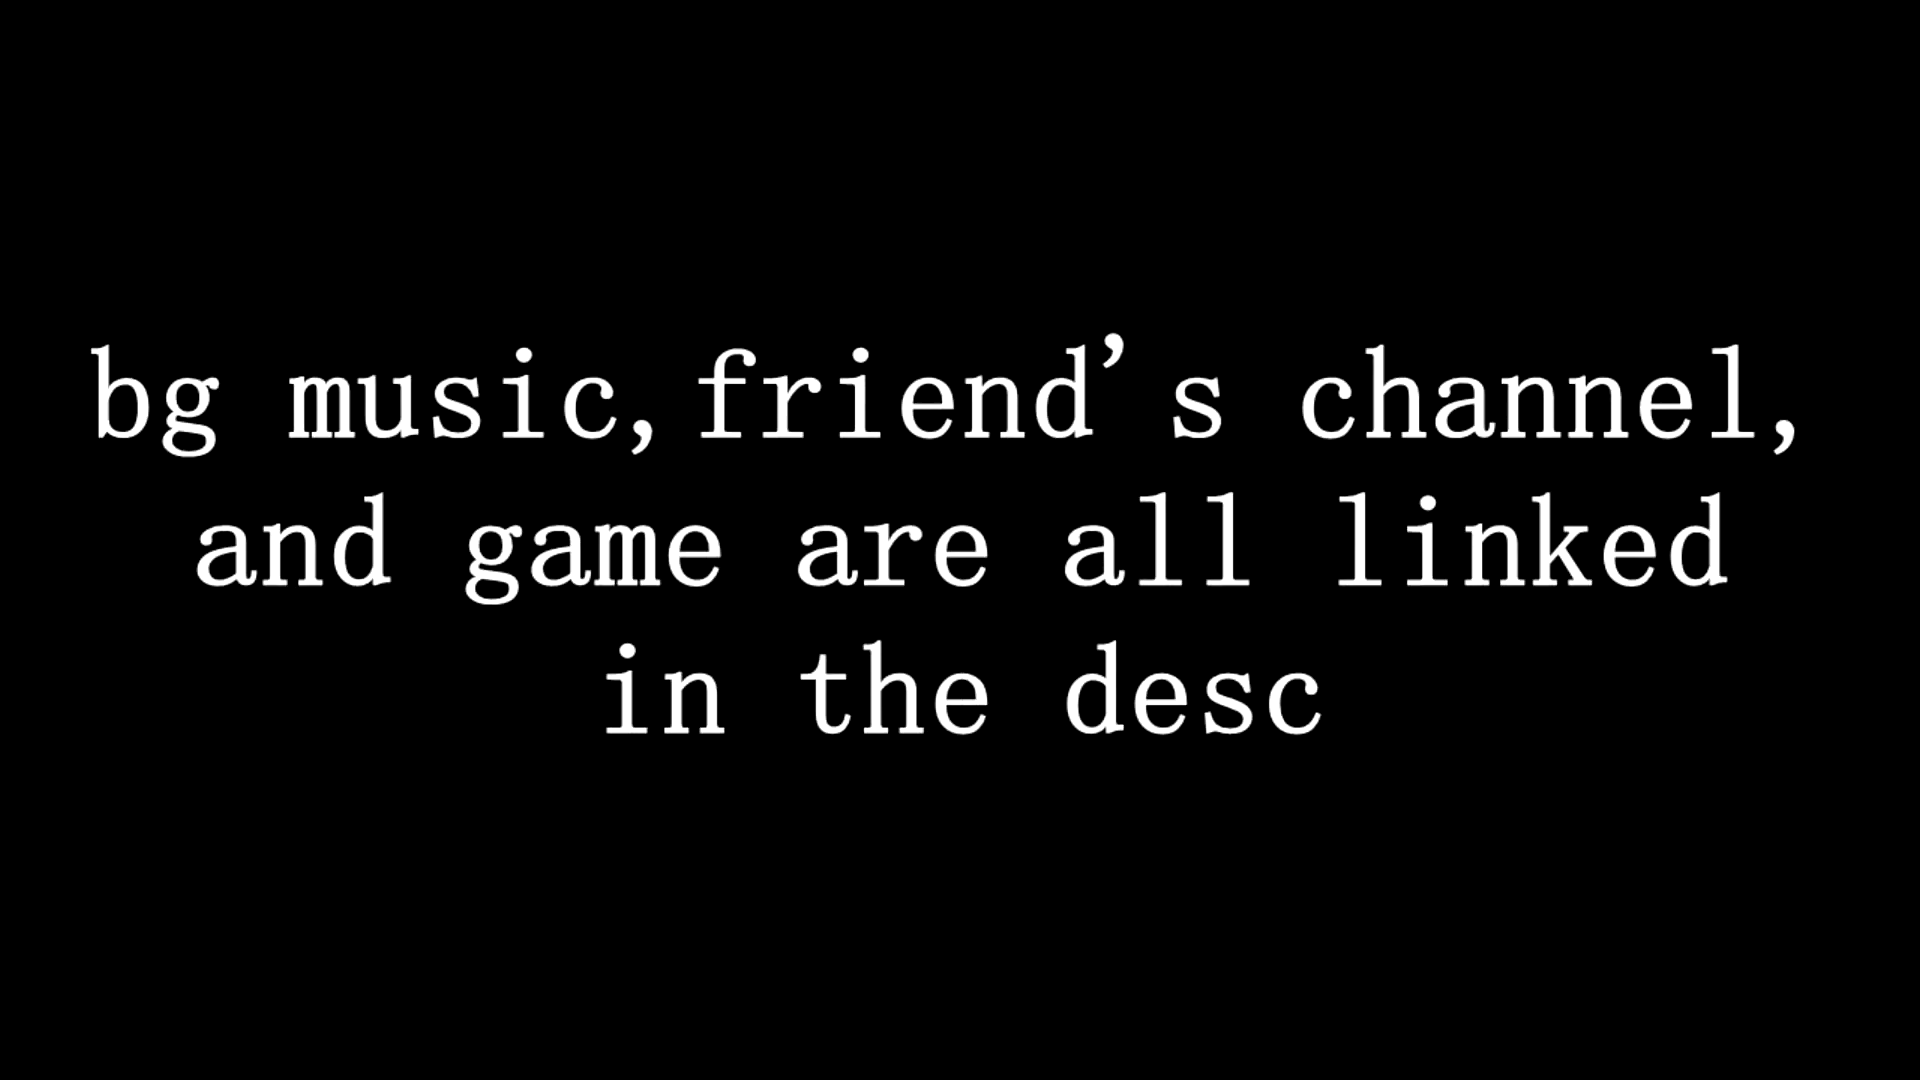 bg music,friend's channel,
and game are all linked
in the desc